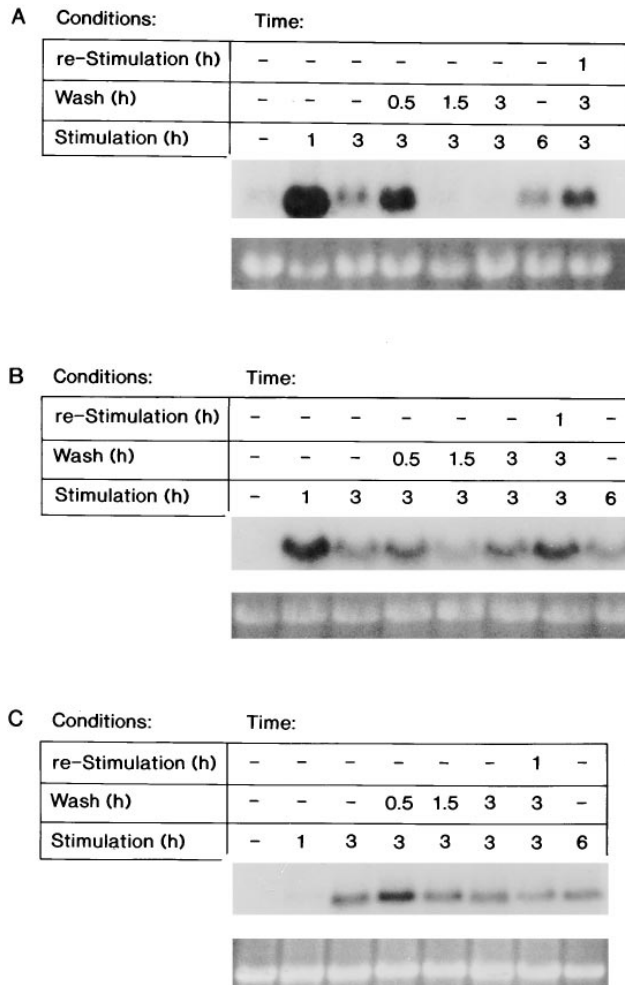 A Conditions: Time:
re-Stimulation (h) – – – – – – – 1
Wash (h) – – – 0.5 1.5 3 – 3
Stimulation (h) – 1 3 3 3 3 6 3
B Conditions: Time:
re-Stimulation (h) – – – – – – 1 –
Wash (h) – – – 0.5 1.5 3 3 –
Stimulation (h) – 1 3 3 3 3 3 6
C Conditions: Time:
re-Stimulation (h) – – – – – – 1 –
Wash (h) – – – 0.5 1.5 3 3 –
Stimulation (h) – 1 3 3 3 3 3 6